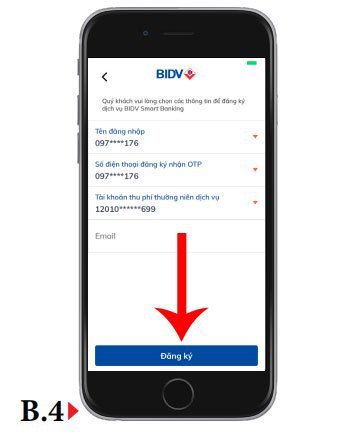 BIDV
Quý khách vui lòng chọn các thông tin để đăng ký
dịch vụ BIDV Smart Banking
Tên đăng nhập
097****176
Số điện thoại đăng ký nhận OTP
097****176
Tài khoản thu phí thường niên dịch vụ
12010******699
Email
Đăng ký
B.4